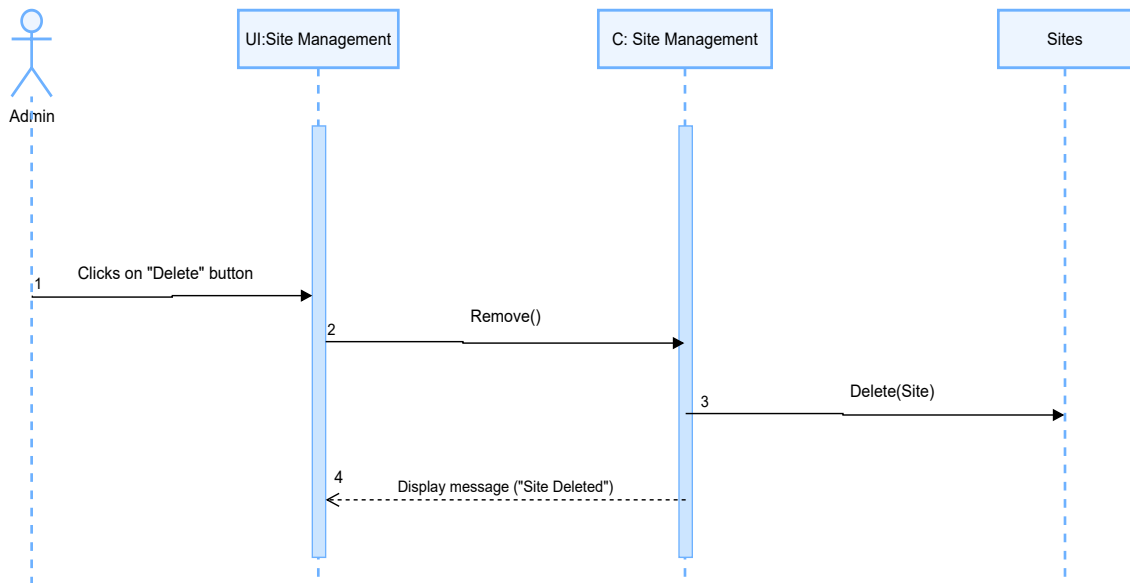 UI:Site Management
C: Site Management
Sites
Admin
Clicks on "Delete" button
1
Remove()
2
Delete(Site)
3
4
Display message ("Site Deleted")